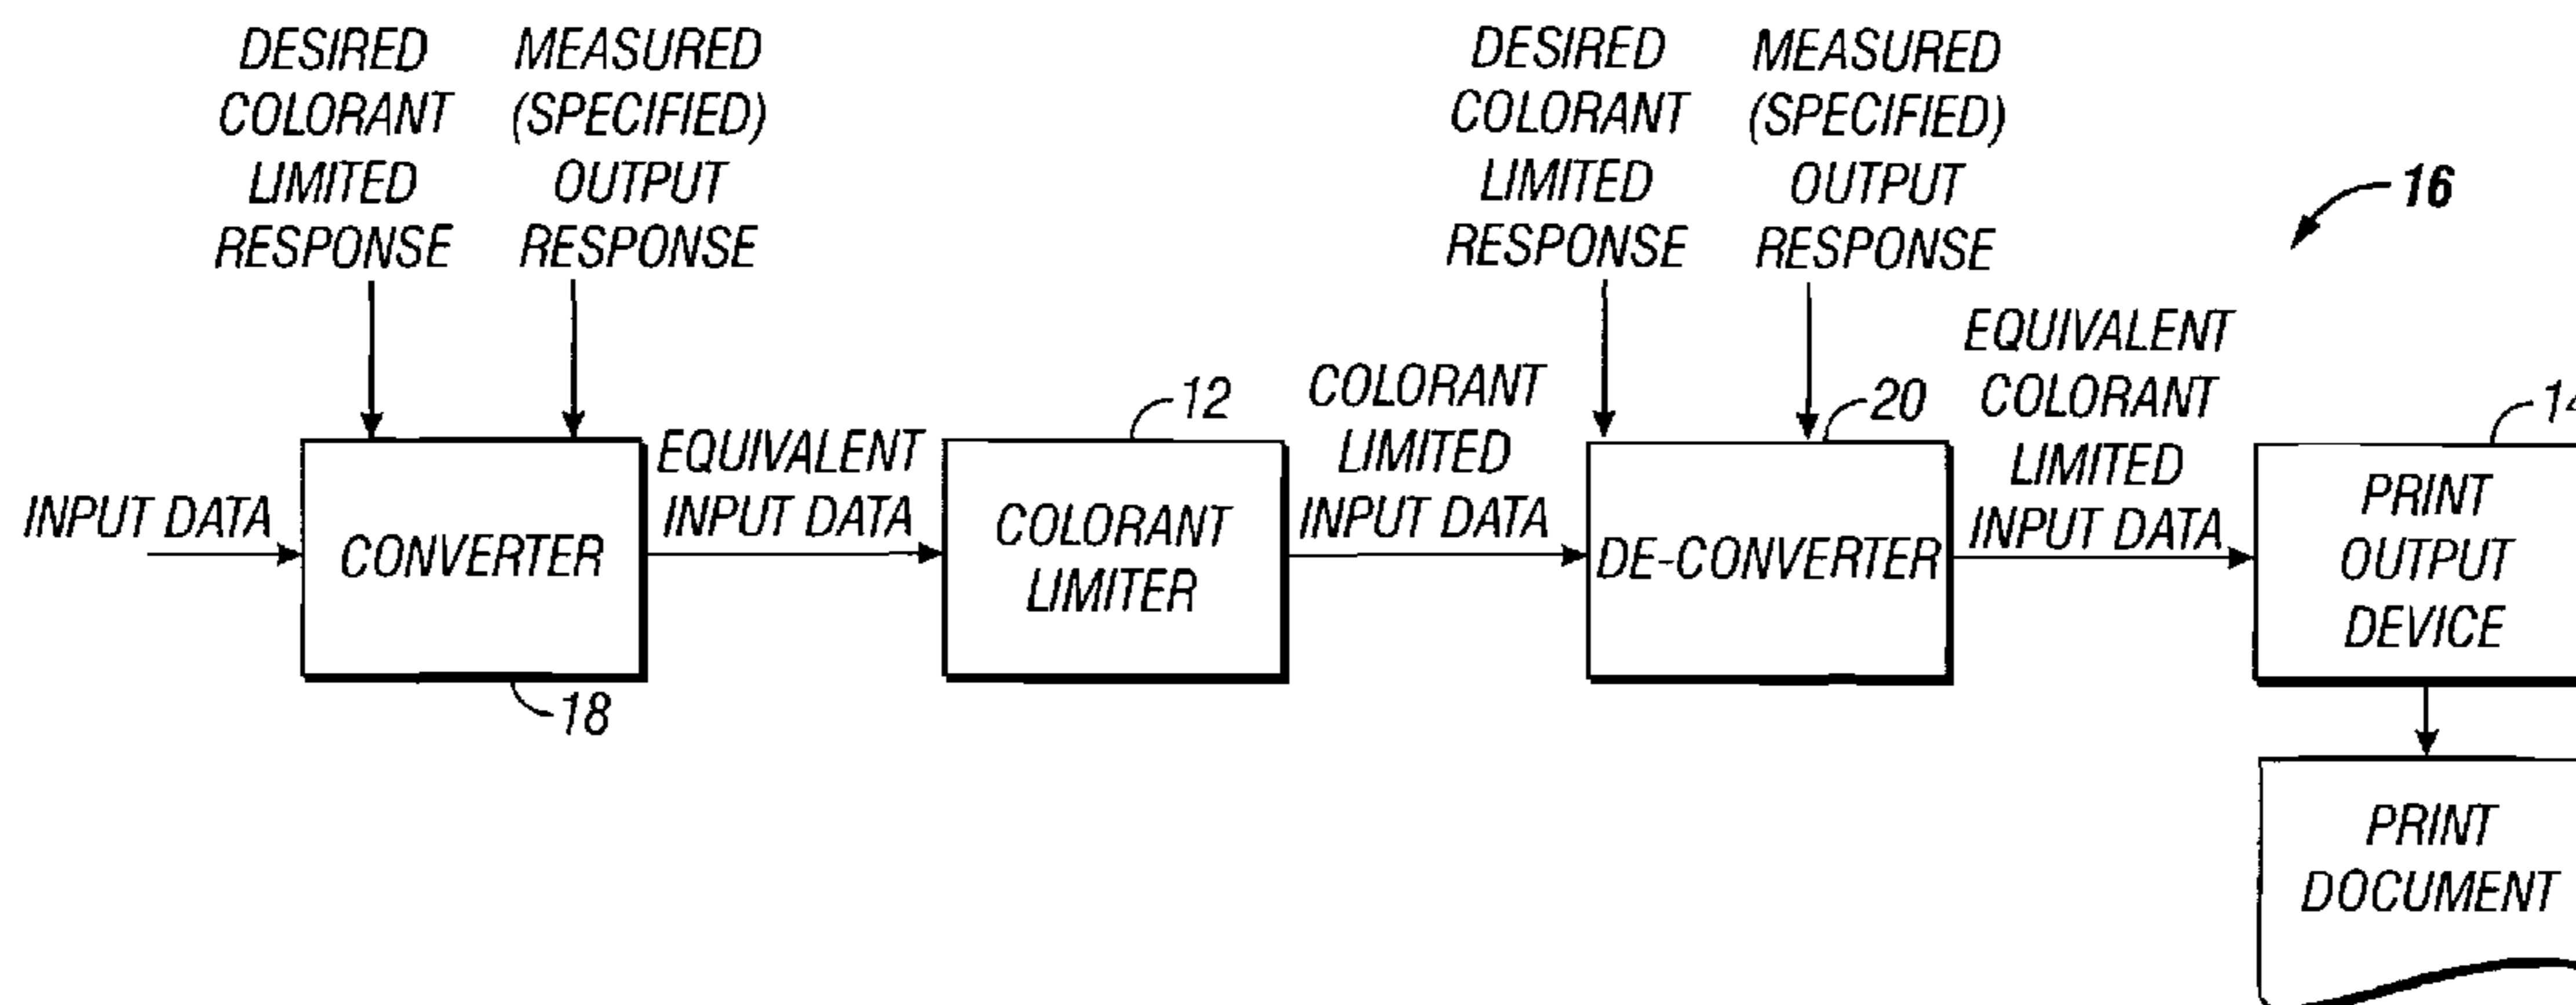 DESIRED
COLORANT
LIMITED
RESPONSE
MEASURED
(SPECIFIED)
OUTPUT
RESPONSE
DESIRED
COLORANT
LIMITED
RESPONSE
MEASURED
(SPECIFIED)
OUTPUT
RESPONSE
16
INPUT DATA
CONVERTER
18
EQUIVALENT
INPUT DATA
12
COLORANT
LIMITER
COLORANT
LIMITED
INPUT DATA
20
DE-CONVERTER
EQUIVALENT
COLORANT
LIMITED
INPUT DATA
14
PRINT
OUTPUT
DEVICE
PRINT
DOCUMENT